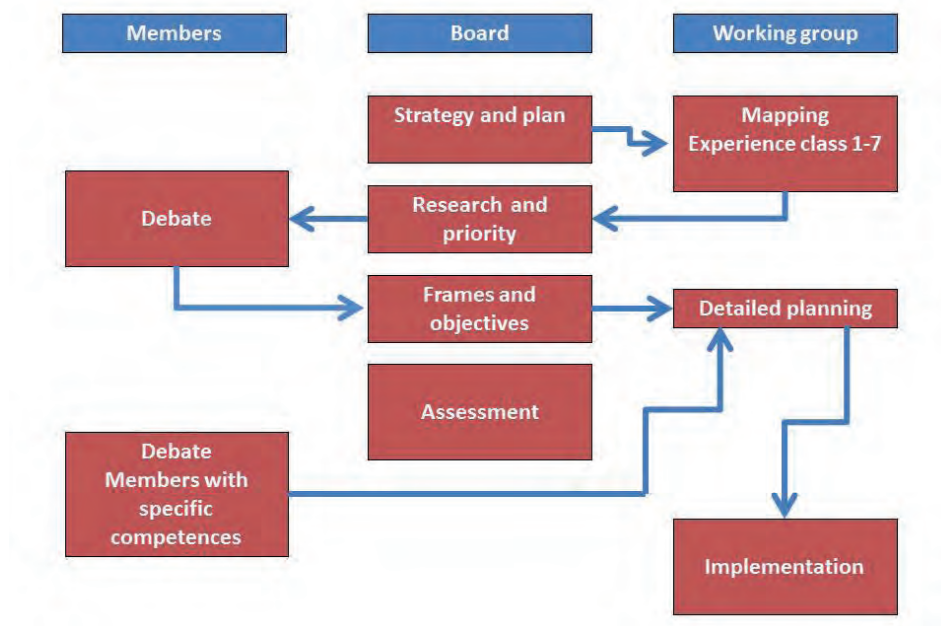 Members
Board
Working group
Strategy and plan
Mapping
Experience class 1-7
Debate
Research and
priority
Frames and
objectives
Detailed planning
Assessment
Debate
Members with
specific
competences
Implementation